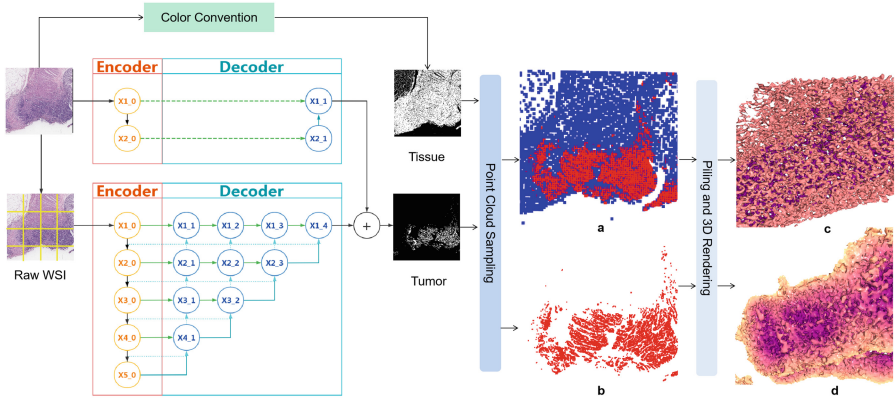 Color Convention
Encoder Decoder
X1_0 X1_1
X2_0 X2_1
Encoder Decoder
X1_0 X1_1 X1_2 X1_3 X1_4
X2_0 X2_1 X2_2 X2_3
X3_0 X3_1 X3_2
X4_0 X4_1
X5_0
Raw WSI
+
Tissue
Tumor
Point Cloud Sampling
a
b
Piling and 3D Rendering
c
d